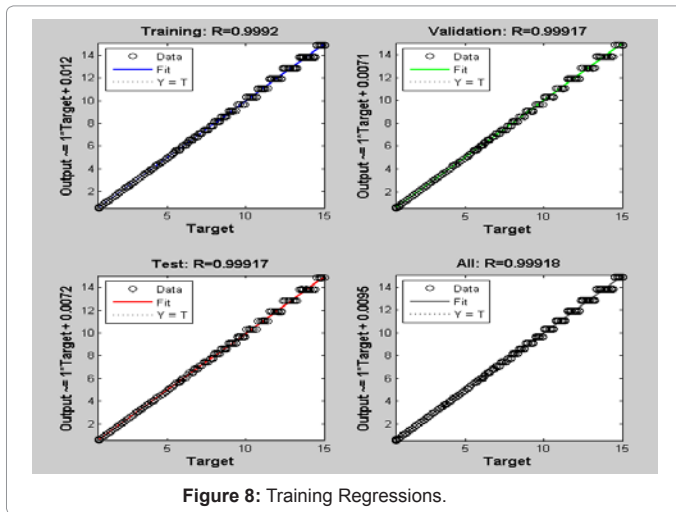 Training: R=0.9992
Output ~= 1*Target + 0.012
14
12
10
8
6
4
2
Data
Fit
Y = T
5
10
15
Target
Validation: R=0.99917
Output ~= 1*Target + 0.0071
14
12
10
8
6
4
2
Data
Fit
Y = T
5
10
15
Target
Test: R=0.99917
Output ~= 1*Target + 0.0072
14
12
10
8
6
4
2
Data
Fit
Y = T
5
10
15
Target
All: R=0.99918
Output ~= 1*Target + 0.0095
14
12
10
8
6
4
2
Data
Fit
Y = T
5
10
15
Target
Figure 8: Training Regressions.